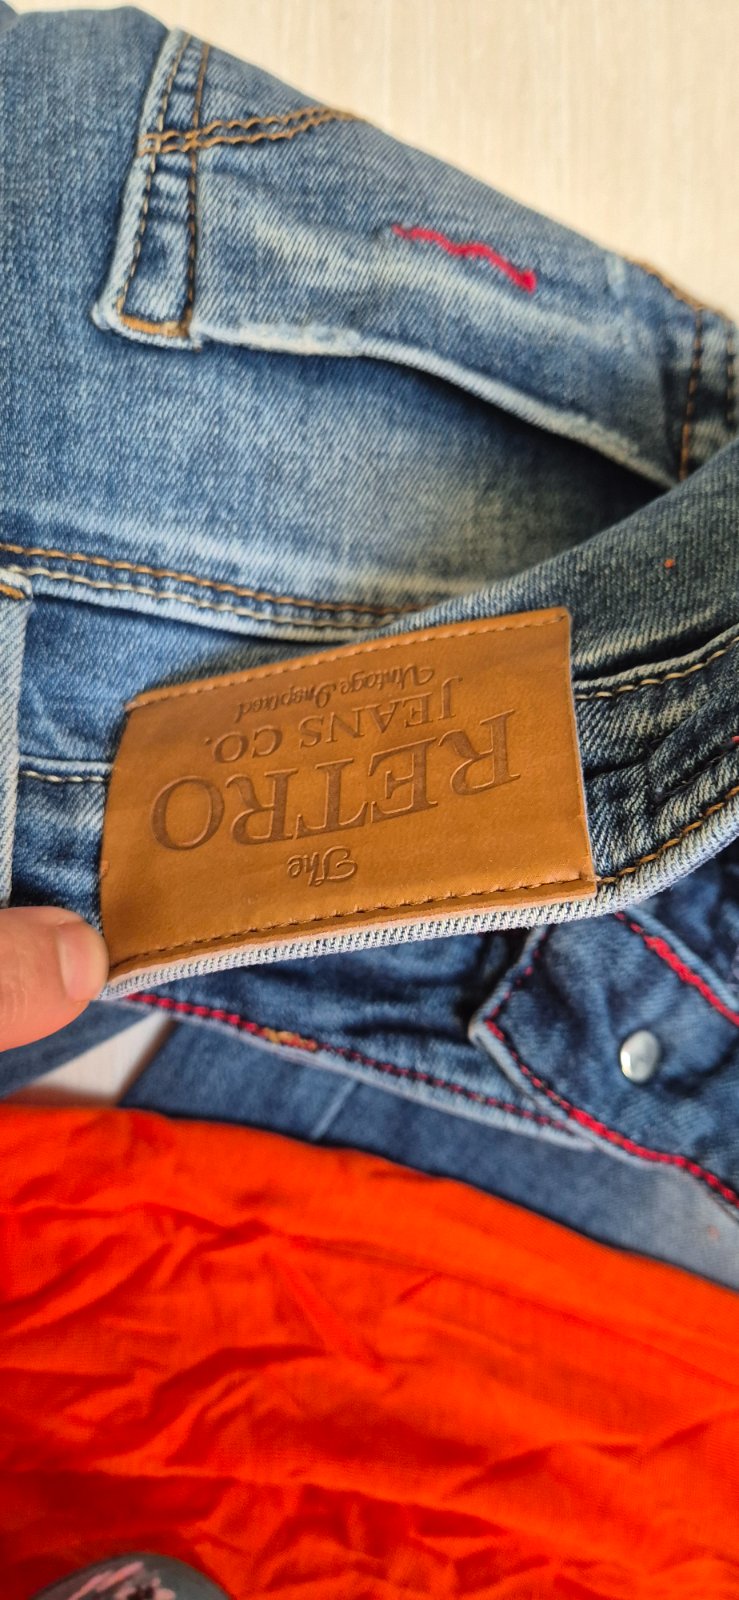 The
RETRO
JEANS CO.
Vintage Inspired